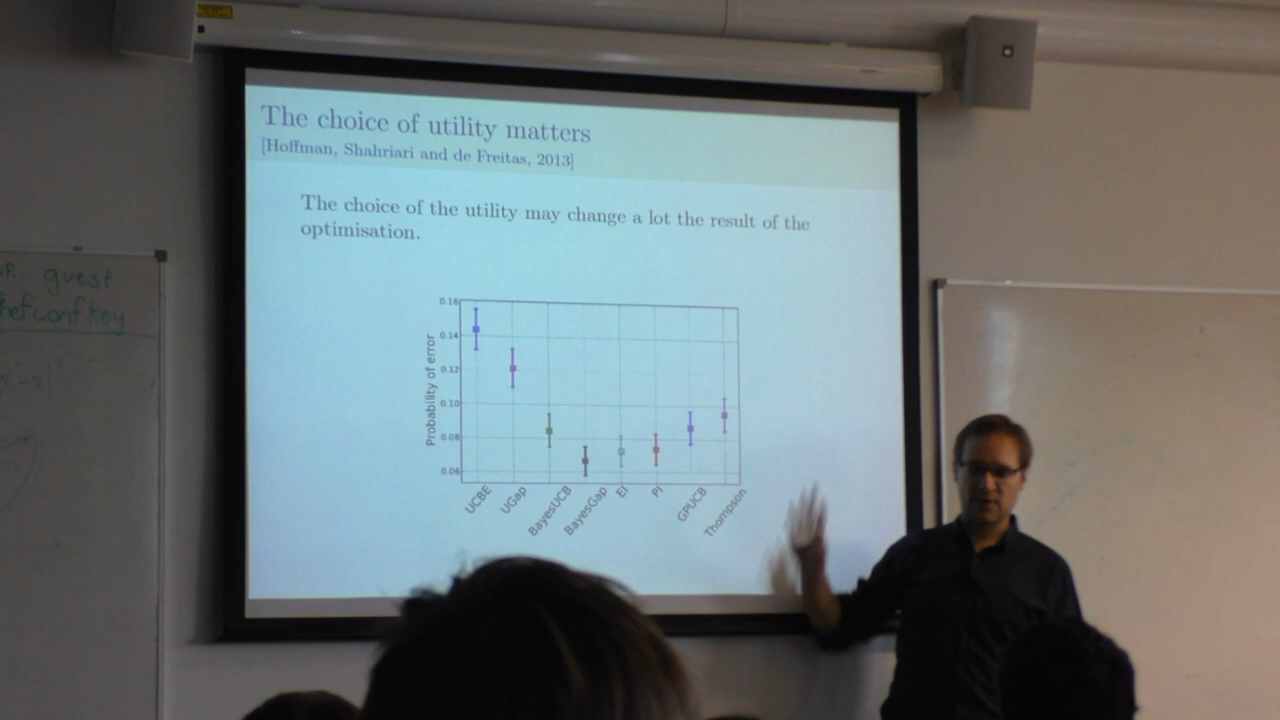 The choice of utility matters
[Hoffman, Shahriari and de Freitas, 2013]
The choice of the utility may change a lot the result of the
optimisation.
Probability of error
0.16
0.14
0.12
0.10
0.08
0.06
UCBE
UGap
BayesUCB
BayesGap
EI
PI
GPUCB
Thompson
guest